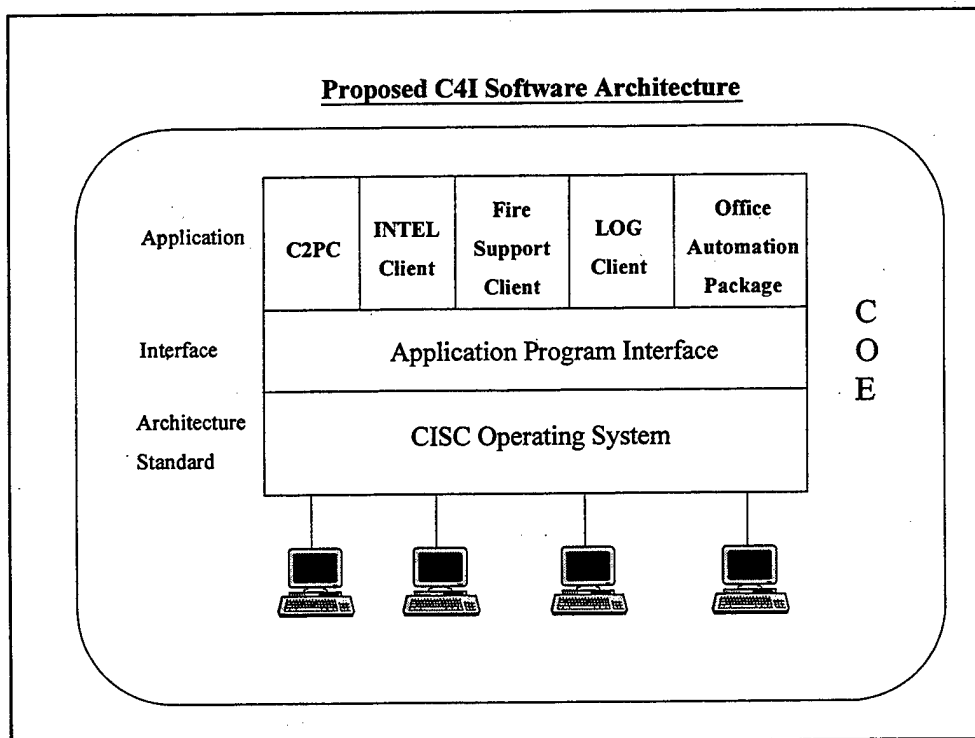 Proposed C4I Software Architecture
Application
C2PC
INTEL
Client
Fire
Support
Client
LOG
Client
Office
Automation
Package
Interface
Application Program Interface
Architecture
Standard
CISC Operating System
C
O
E